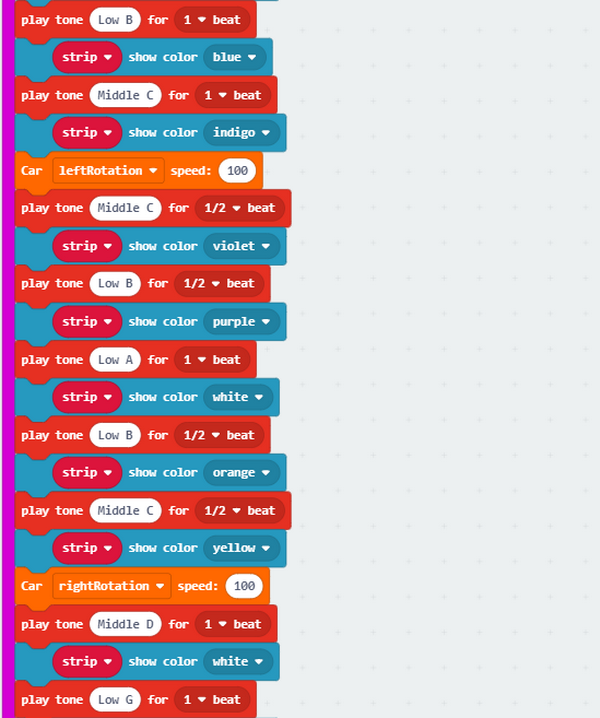 play tone Low B for 1 beat
strip show color blue
play tone Middle C for 1 beat
strip show color indigo
Car leftRotation speed: 100
play tone Middle C for 1/2 beat
strip show color violet
play tone Low B for 1/2 beat
strip show color purple
play tone Low A for 1 beat
strip show color white
play tone Low B for 1/2 beat
strip show color orange
play tone Middle C for 1/2 beat
strip show color yellow
Car rightRotation speed: 100
play tone Middle D for 1 beat
strip show color white
play tone Low G for 1 beat